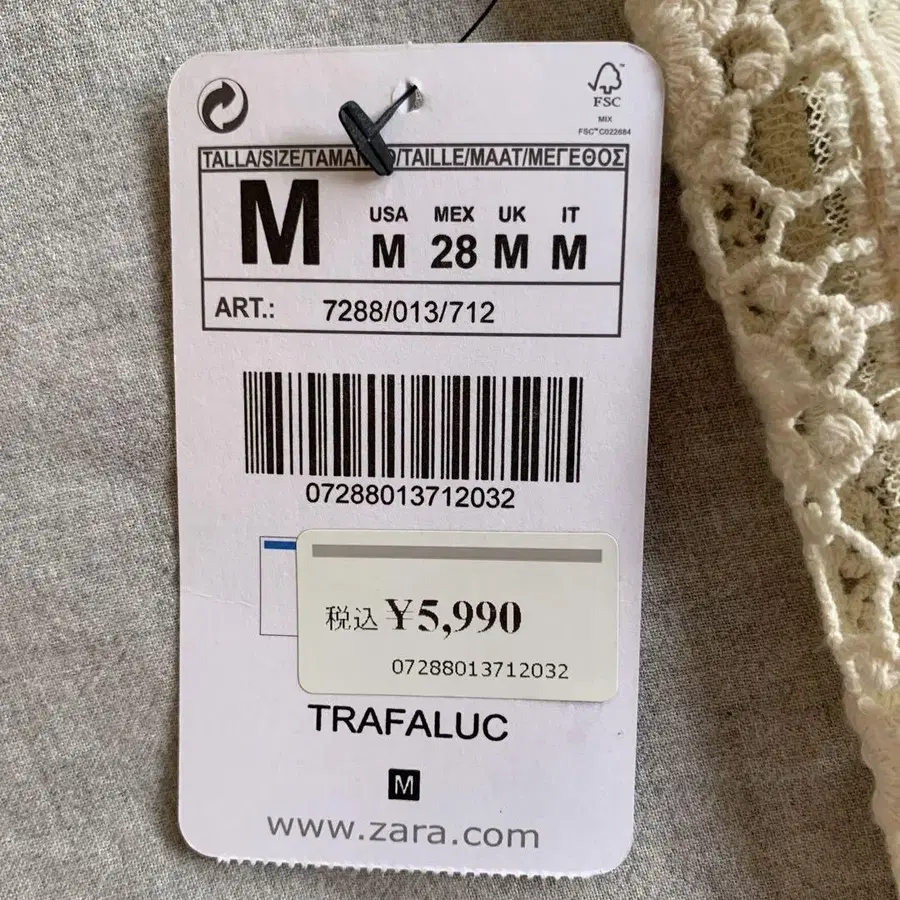 FSC™
MIX
FSC™ C022684
TALLA/SIZE/TAMAN O/TAILLE/MAAT/ΜΕΓΕΘΟΣ
M
USA MEX UK IT
M 28 M M
ART.: 7288/013/712
07288013712032
税込 ¥5,990
07288013712032
TRAFALUC
M
www.zara.com